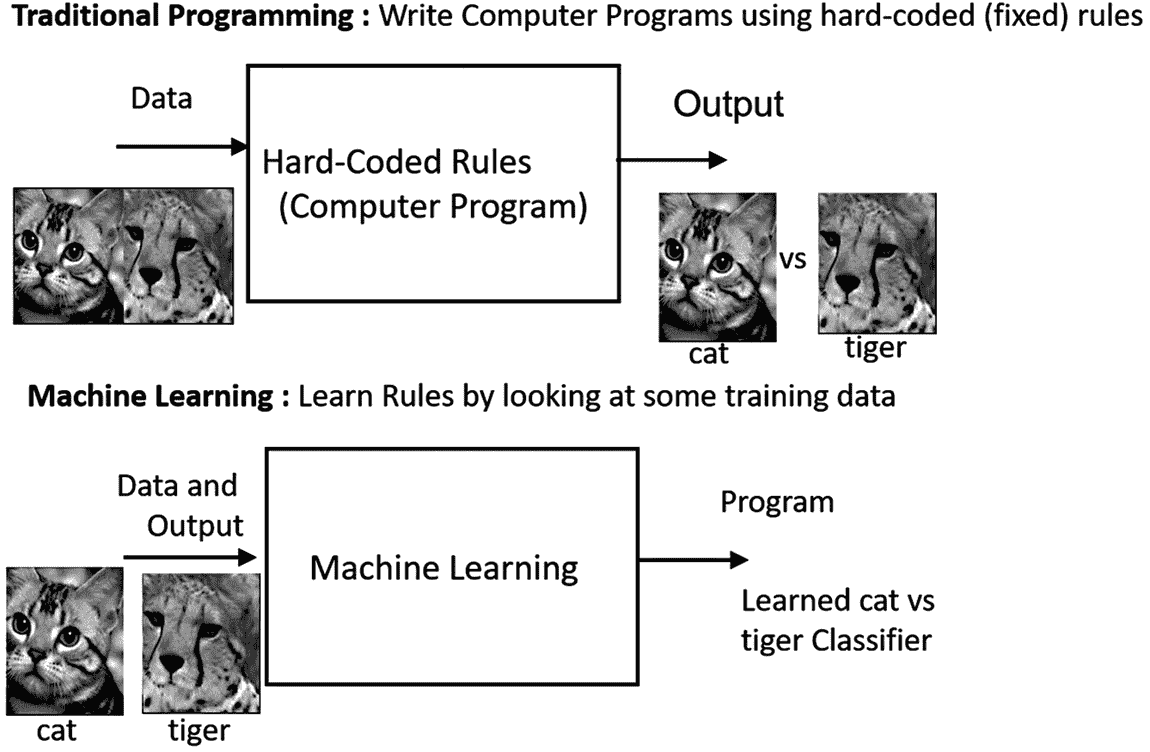 Traditional Programming : Write Computer Programs using hard-coded (fixed) rules
Data
Output
Hard-Coded Rules
(Computer Program)
vs
cat
tiger
Machine Learning : Learn Rules by looking at some training data
Data and
Output
Program
Machine Learning
Learned cat vs
tiger Classifier
cat
tiger